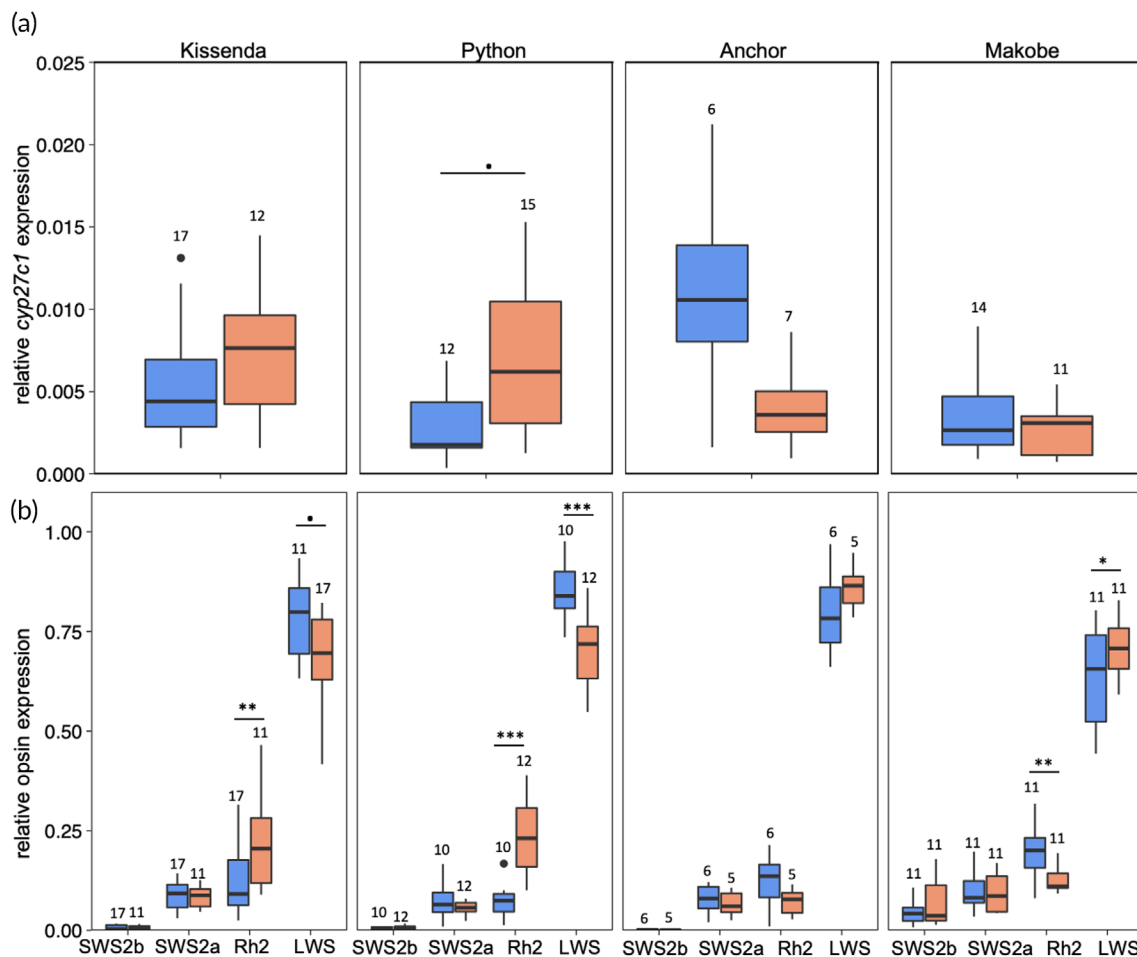 (a)
Kissenda Python Anchor Makobe
relative cyp27c1 expression
0.025
0.020
0.015
0.010
0.005
0.000
17 12
12 15
6 7
14 11
•
(b)
relative opsin expression
1.00
0.75
0.50
0.25
0.00
17 11 17 11 17 11 11 17
** •
10 12 10 12 10 12 10 12
*** ***
6 5 6 5 6 5 6 5
11 11 11 11 11 11 11 11
** *
SWS2b SWS2a Rh2 LWS SWS2b SWS2a Rh2 LWS SWS2b SWS2a Rh2 LWS SWS2b SWS2a Rh2 LWS